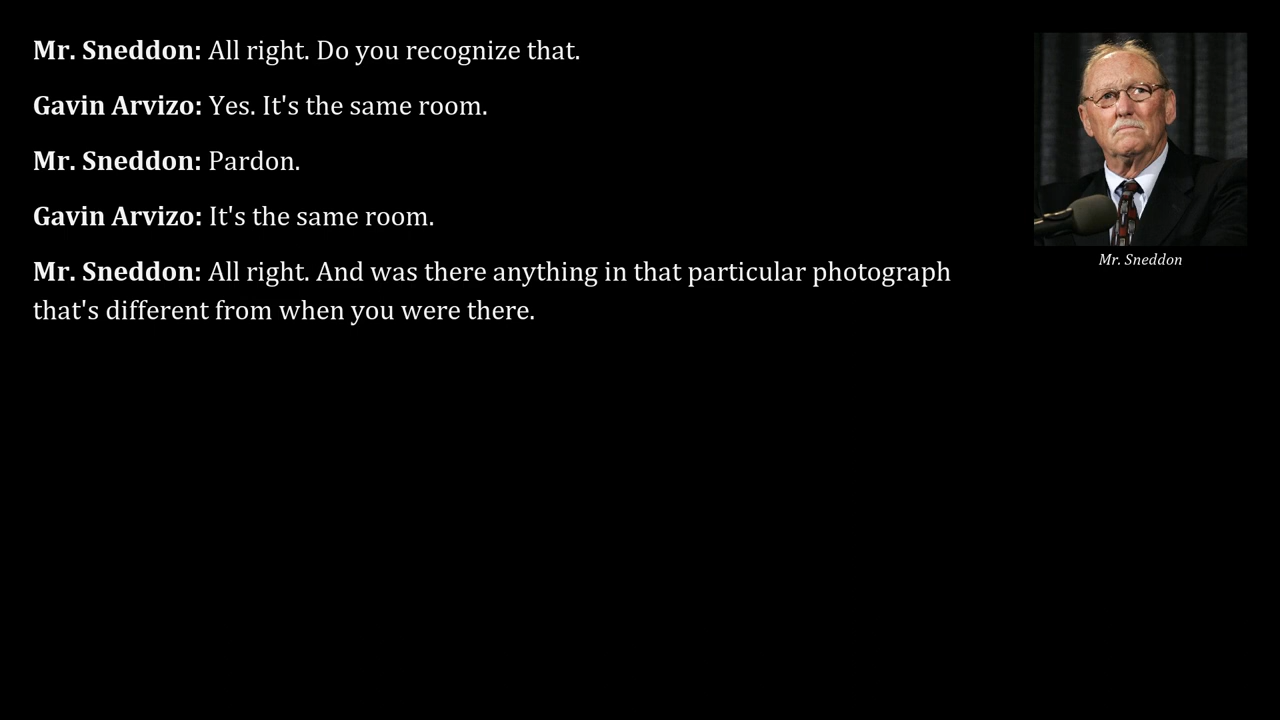 Mr. Sneddon: All right. Do you recognize that.
Gavin Arvizo: Yes. It's the same room.
Mr. Sneddon: Pardon.
Gavin Arvizo: It's the same room.
Mr. Sneddon: All right. And was there anything in that particular photograph
that's different from when you were there.
Mr. Sneddon